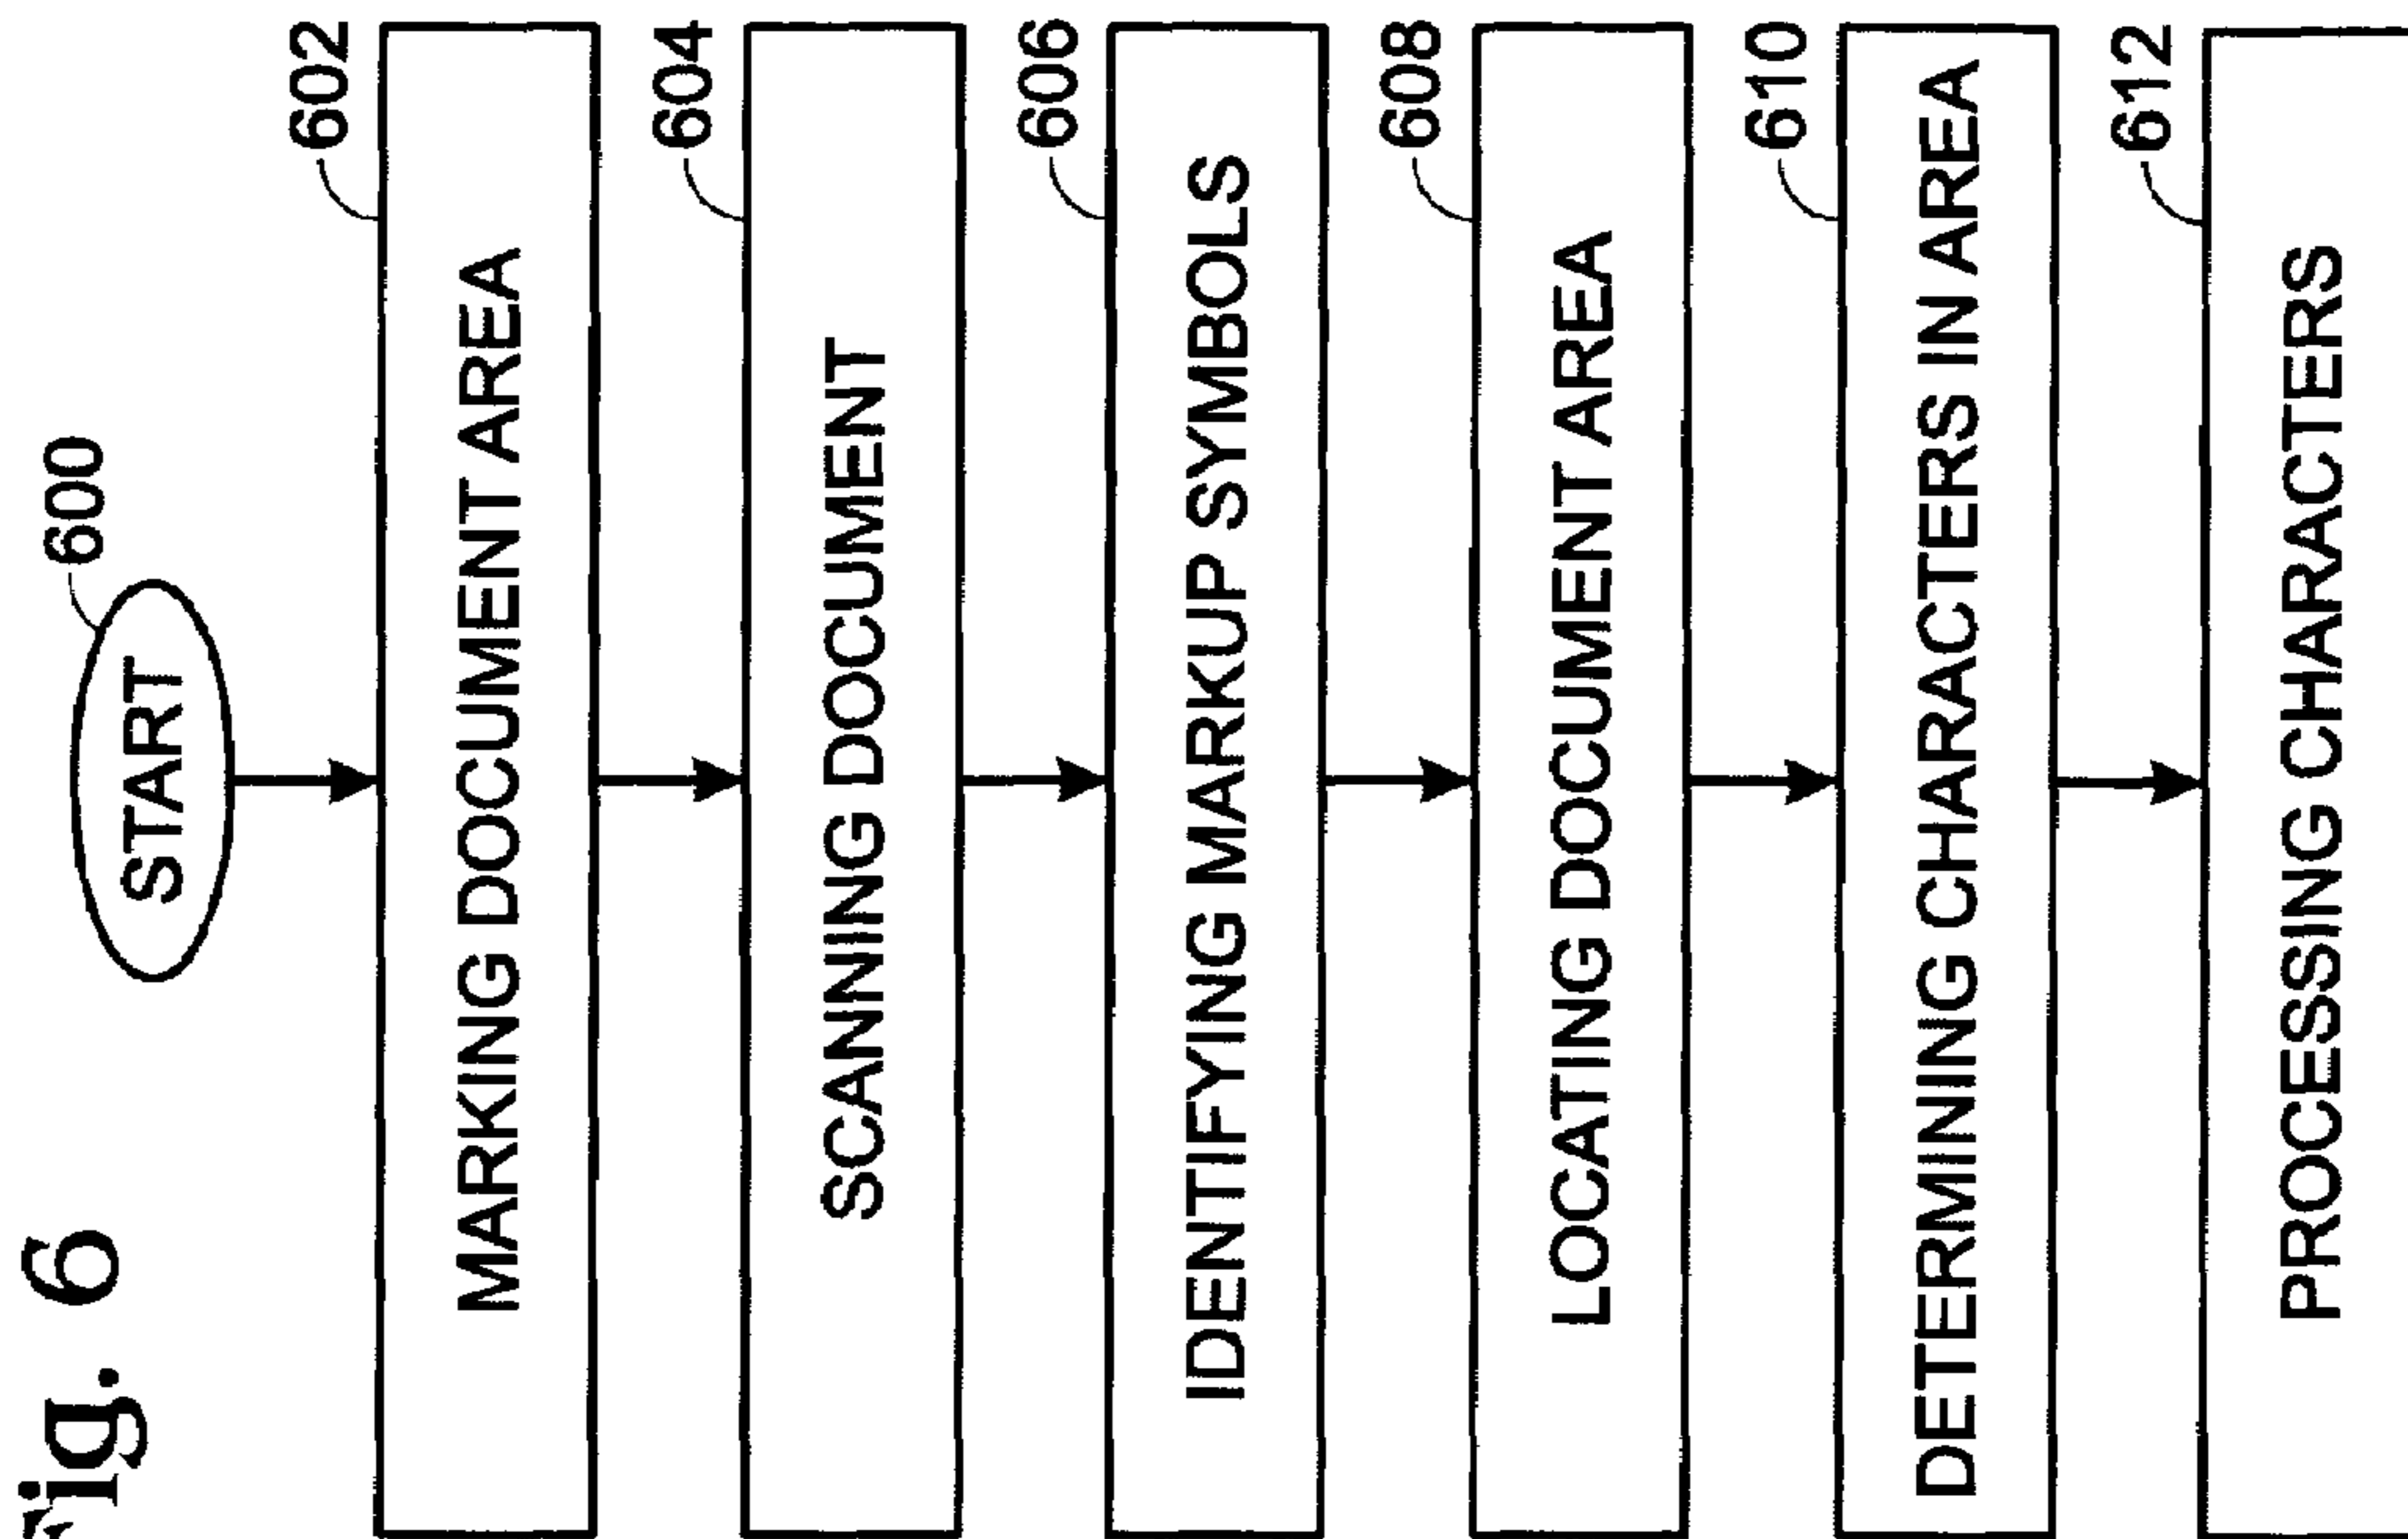 Fig. 6
600
START
602
MARKING DOCUMENT AREA
604
SCANNING DOCUMENT
606
IDENTIFYING MARKUP SYMBOLS
608
LOCATING DOCUMENT AREA
610
DETERMINING CHARACTERS IN AREA
612
PROCESSING CHARACTERS